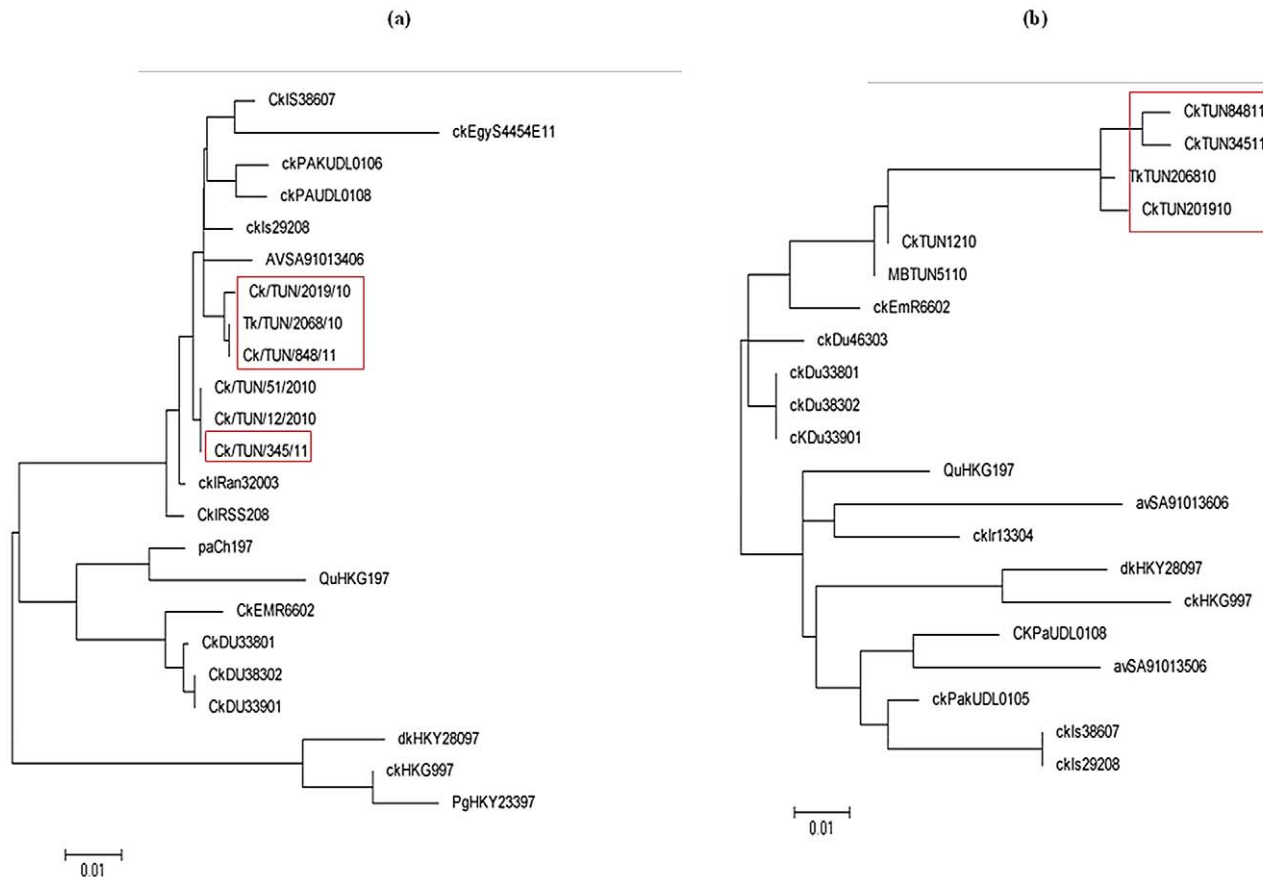 (a)
CkIS38607
ckEgyS4454E11
ckPAKUDL0106
ckPAUDL0108
ckIs29208
AVSA91013406
Ck/TUN/2019/10
Tk/TUN/2068/10
Ck/TUN/848/11
Ck/TUN/51/2010
Ck/TUN/12/2010
Ck/TUN/345/11
ckIRan32003
CkIRSS208
paCh197
QuHKG197
CkEMR6602
CkDU33801
CkDU38302
CkDU33901
dkHKY28097
ckHKG997
PgHKY23397
0.01
(b)
CkTUN84811
CkTUN34511
TkTUN206810
CkTUN201910
CkTUN1210
MBTUN5110
ckEmR6602
ckDu46303
ckDu33801
ckDu38302
cKDu33901
QuHKG197
avSA91013606
ckIr13304
dkHKY28097
ckHKG997
CKPaUDL0108
avSA91013506
ckPakUDL0105
ckIs38607
ckIs29208
0.01